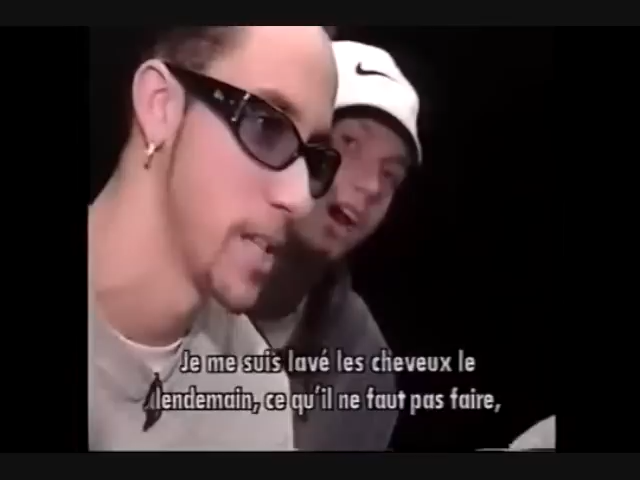 Je me suis lavé les cheveux le
lendemain, ce qu'il ne faut pas faire,